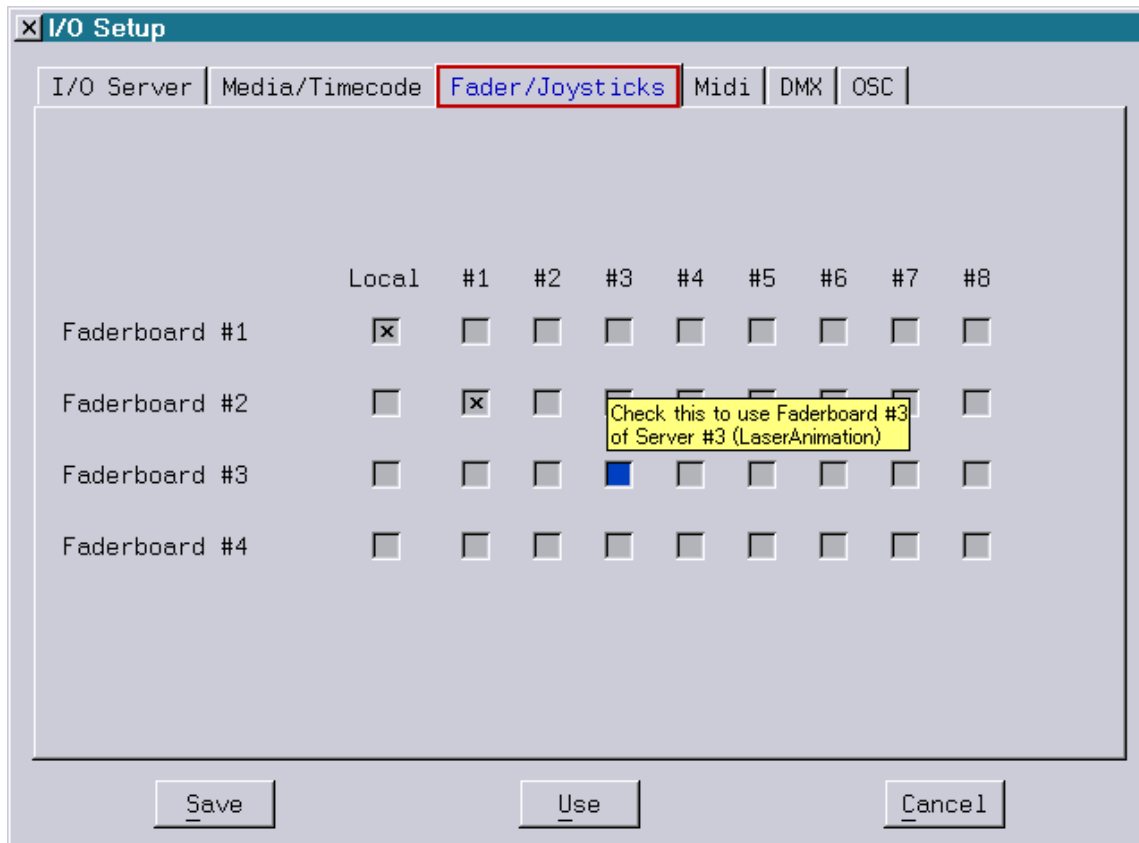 I/O Setup
I/O Server Media/Timecode Fader/Joysticks Midi DMX OSC
Local #1 #2 #3 #4 #5 #6 #7 #8
Faderboard #1
Faderboard #2
Check this to use Faderboard #3
of Server #3 (LaserAnimation)
Faderboard #3
Faderboard #4
Save Use Cancel